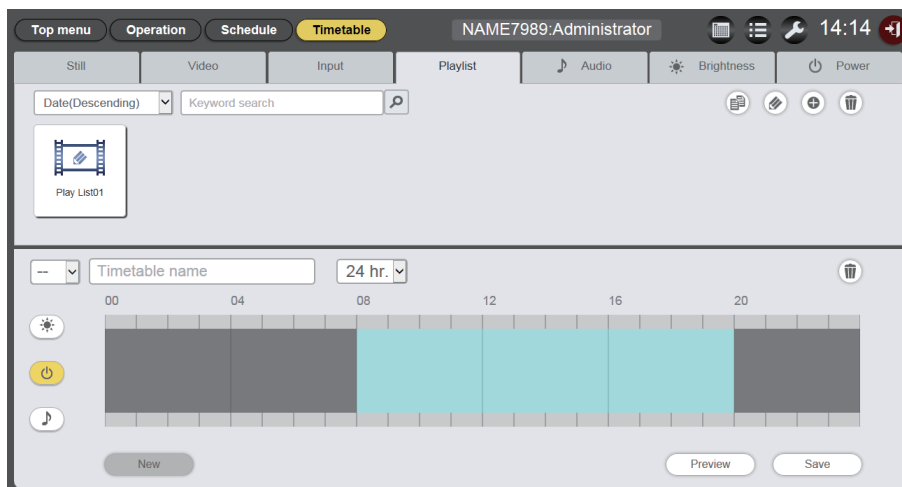 Top menu Operation Schedule Timetable NAME7989:Administrator 14:14
Still Video Input Playlist Audio Brightness Power
Date(Descending) Keyword search
Play List01
-- Timetable name 24 hr.
00 04 08 12 16 20
New Preview Save